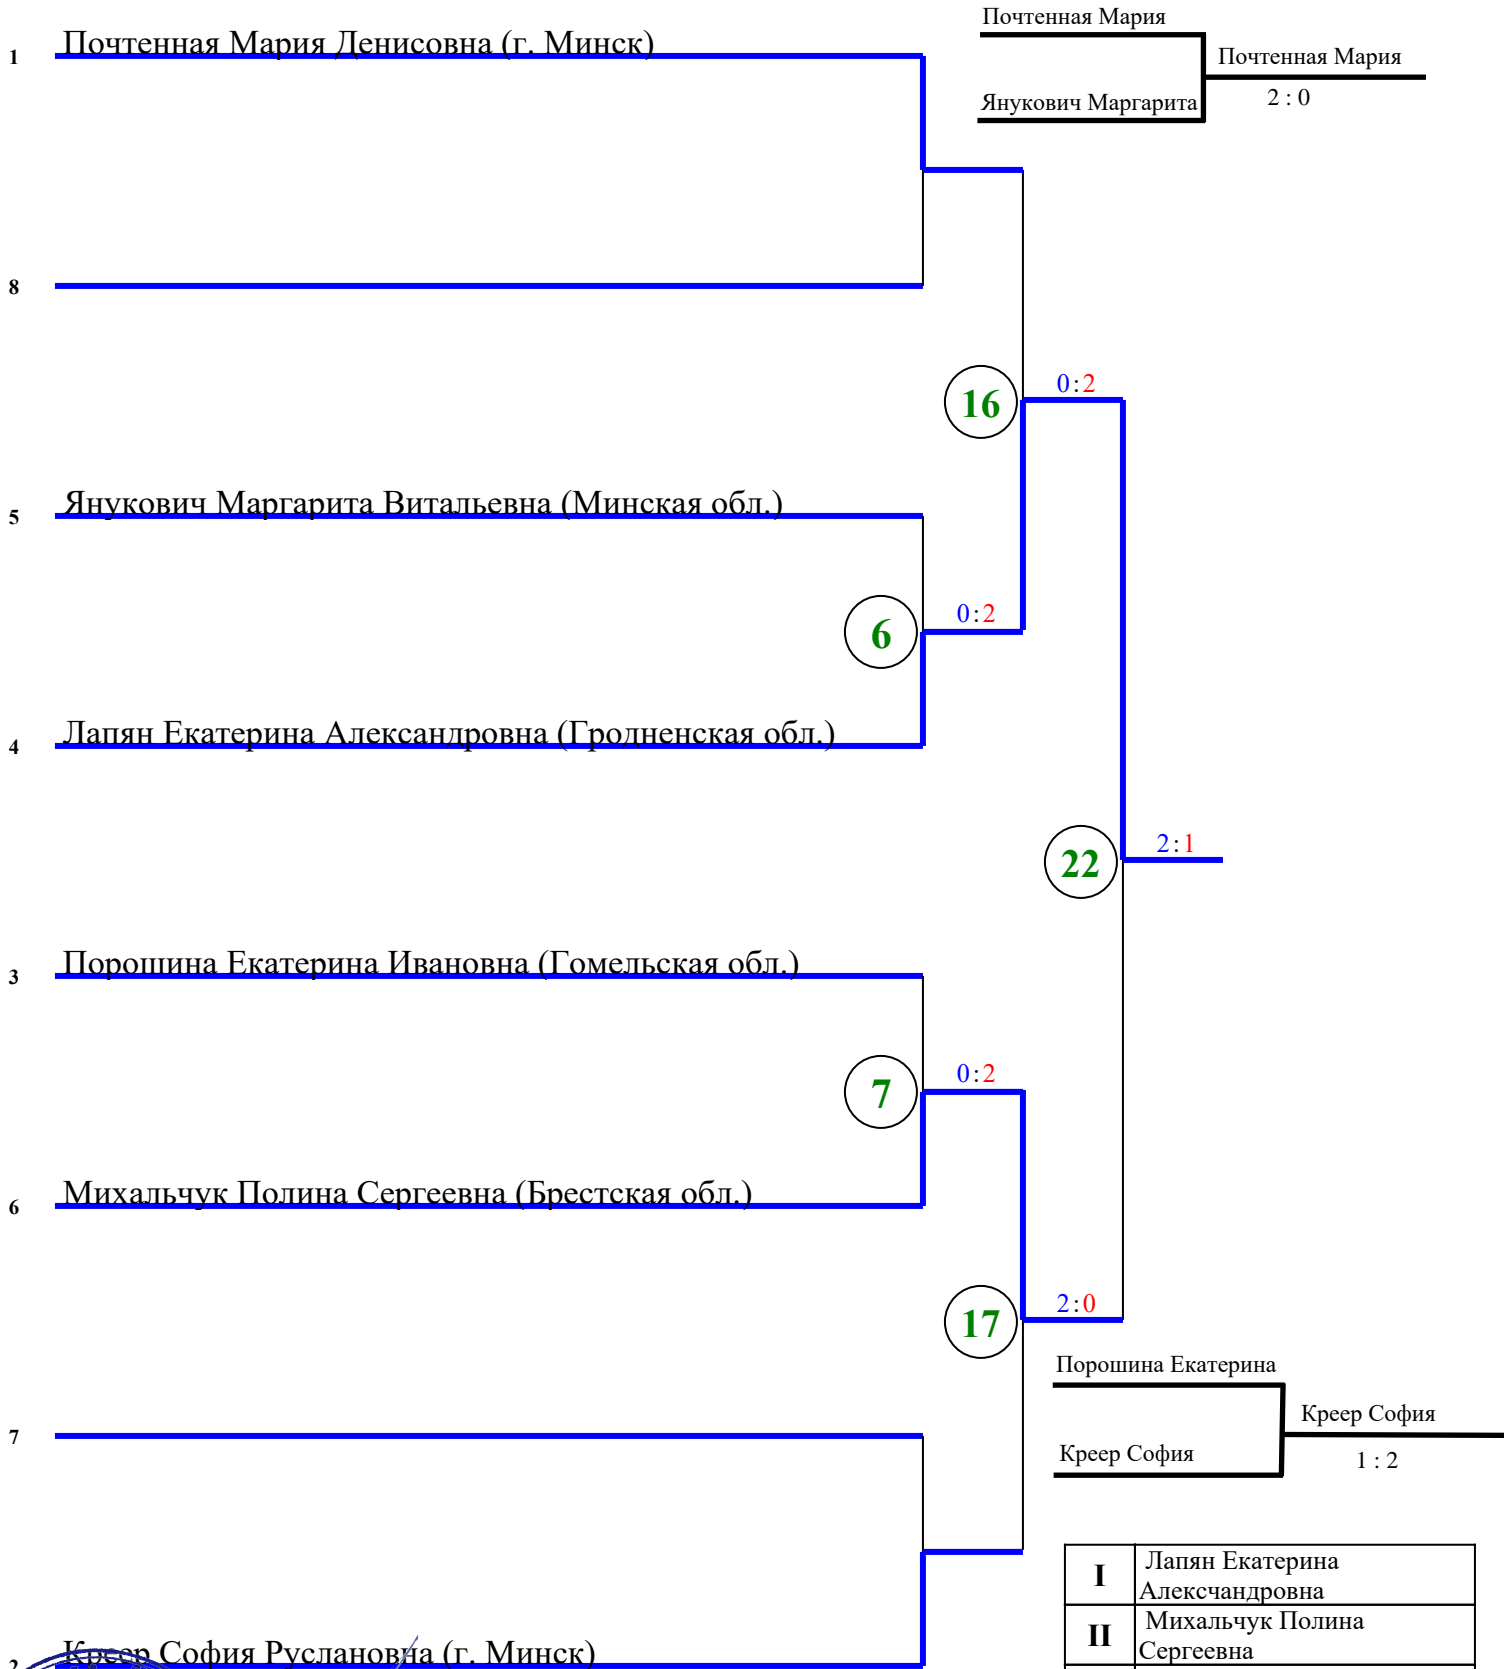 Почтенная Мария
1 Почтенная Мария Денисовна (г. Минск)
Почтенная Мария
Янукович Маргарита
2 : 0
8
16
0:2
5 Янукович Маргарита Витальевна (Минская обл.)
6
0:2
4 Лапян Екатерина Александровна (Гродненская обл.)
22
2:1
3 Порошина Екатерина Ивановна (Гомельская обл.)
7
0:2
6 Михальчук Полина Сергеевна (Брестская обл.)
17
2:0
Порошина Екатерина
Креер София
7
Креер София
1 : 2
I Лапян Екатерина
Алексчандровна
II Михальчук Полина
Сергеевна
2 Креер София Руслановна (г. Минск)